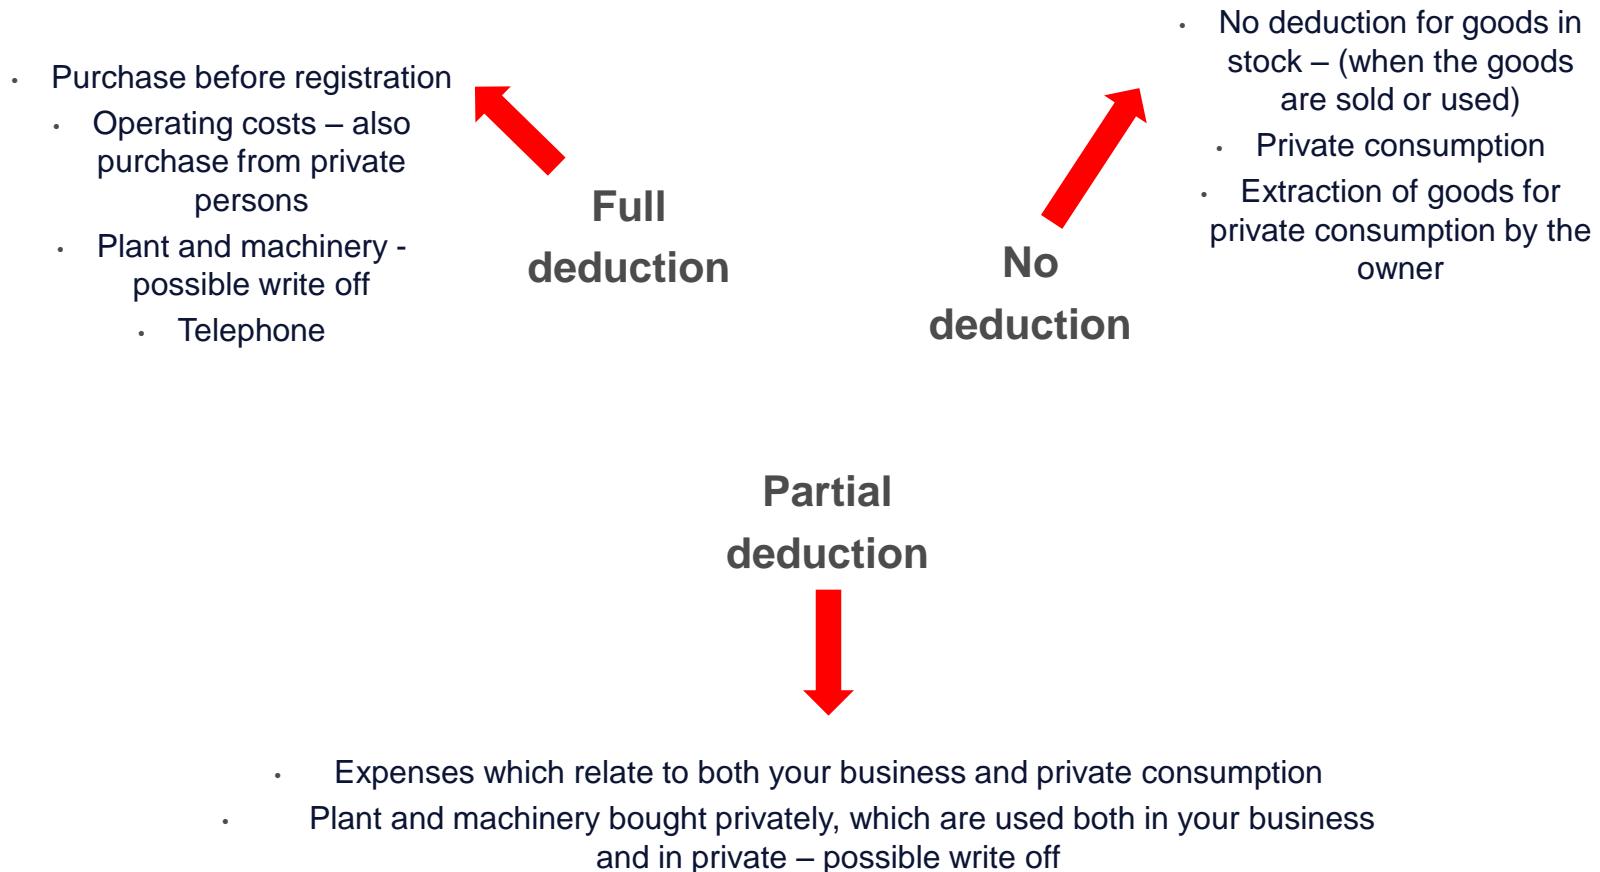 • Purchase before registration
• Operating costs – also
purchase from private
persons
• Plant and machinery -
possible write off
• Telephone
Full
deduction
• No deduction for goods in
stock – (when the goods
are sold or used)
• Private consumption
• Extraction of goods for
private consumption by the
owner
No
deduction
Partial
deduction
• Expenses which relate to both your business and private consumption
• Plant and machinery bought privately, which are used both in your business
and in private – possible write off